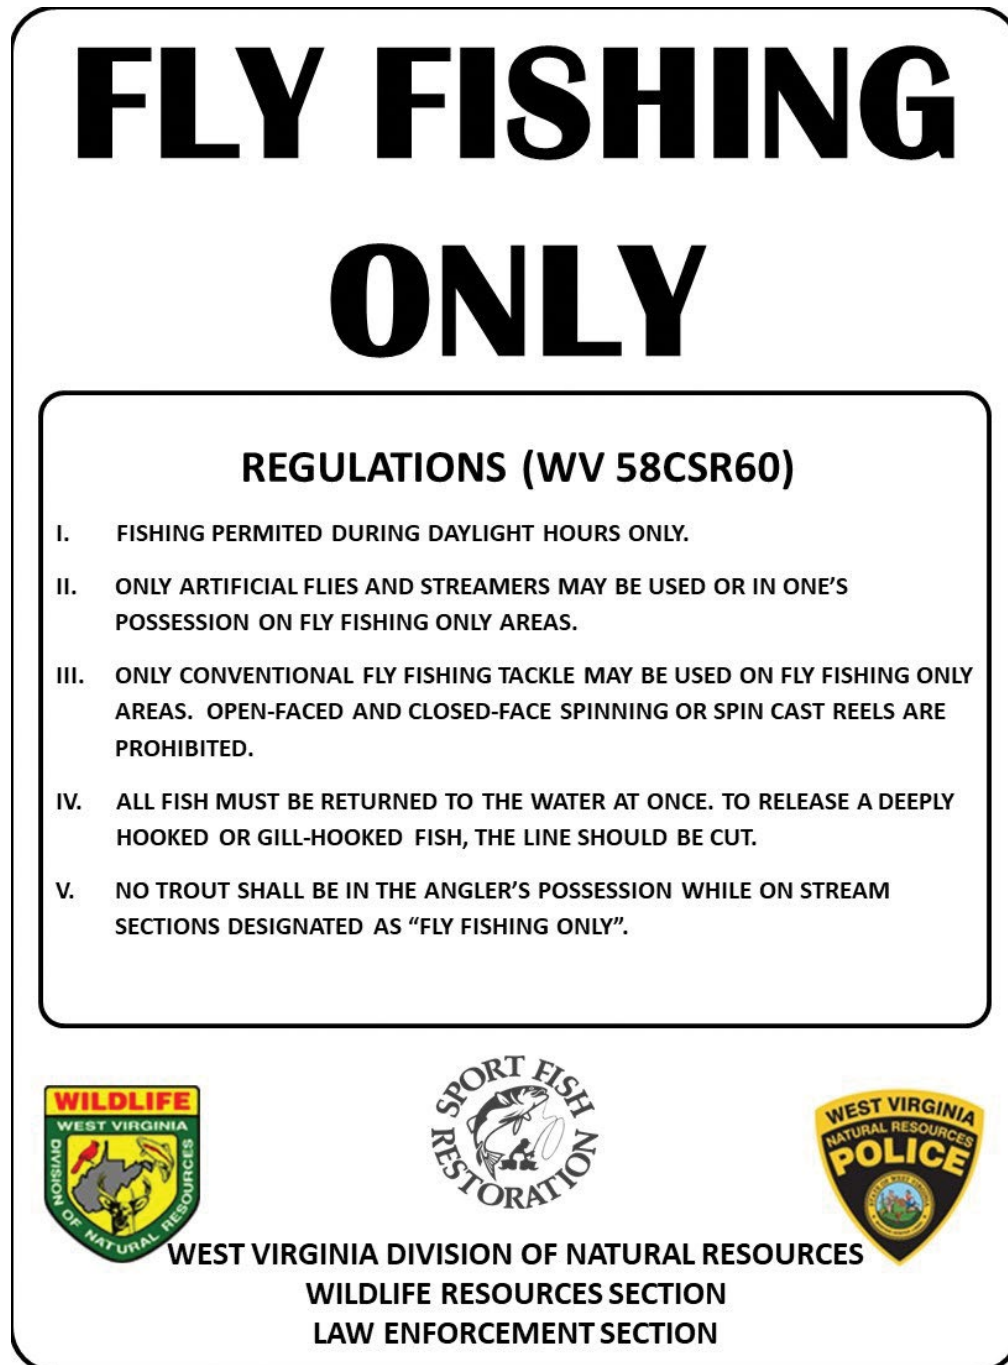 FLY FISHING
ONLY
REGULATIONS (WV 58CSR60)
I. FISHING PERMITED DURING DAYLIGHT HOURS ONLY.
II. ONLY ARTIFICIAL FLIES AND STREAMERS MAY BE USED OR IN ONE’S
POSSESSION ON FLY FISHING ONLY AREAS.
III. ONLY CONVENTIONAL FLY FISHING TACKLE MAY BE USED ON FLY FISHING ONLY
AREAS. OPEN-FACED AND CLOSED-FACE SPINNING OR SPIN CAST REELS ARE
PROHIBITED.
IV. ALL FISH MUST BE RETURNED TO THE WATER AT ONCE. TO RELEASE A DEEPLY
HOOKED OR GILL-HOOKED FISH, THE LINE SHOULD BE CUT.
V. NO TROUT SHALL BE IN THE ANGLER’S POSSESSION WHILE ON STREAM
SECTIONS DESIGNATED AS “FLY FISHING ONLY”.
WILDLIFE
WEST VIRGINIA
DIVISION OF NATURAL RESOURCES
SPORT FISH
RESTORATION
WEST VIRGINIA
NATURAL RESOURCES
POLICE
STATE OF WEST VIRGINIA
WEST VIRGINIA DIVISION OF NATURAL RESOURCES
WILDLIFE RESOURCES SECTION
LAW ENFORCEMENT SECTION